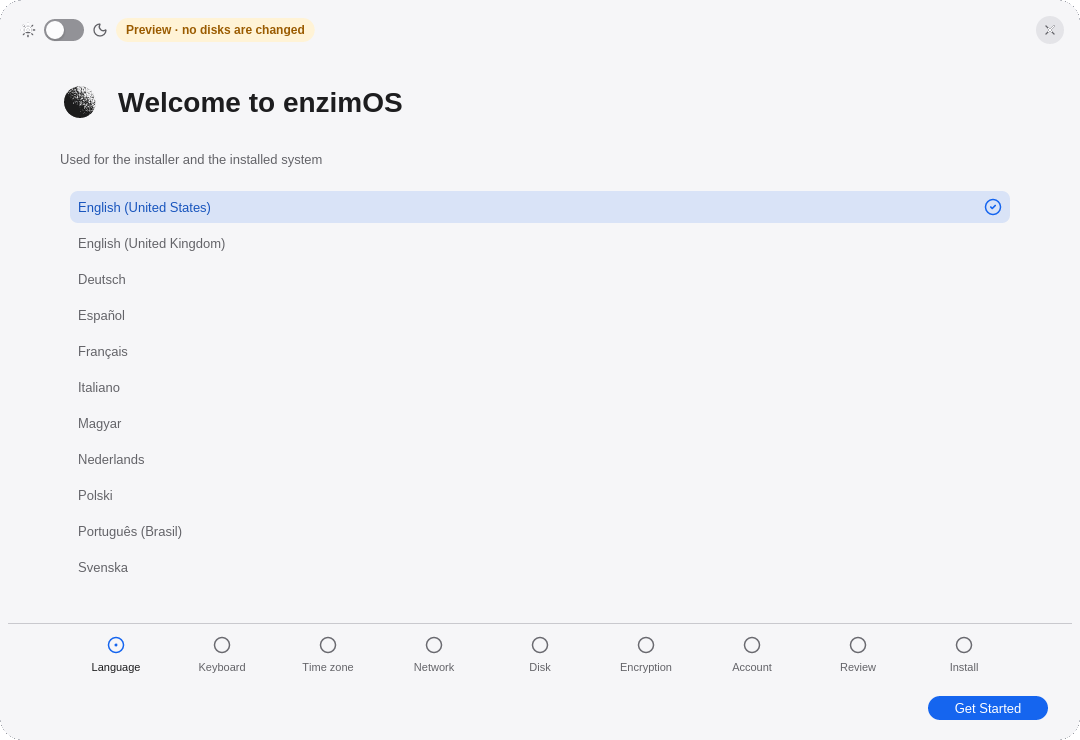 Preview · no disks are changed
Welcome to enzimOS
Used for the installer and the installed system
English (United States)
English (United Kingdom)
Deutsch
Español
Français
Italiano
Magyar
Nederlands
Polski
Português (Brasil)
Svenska
Language
Keyboard
Time zone
Network
Disk
Encryption
Account
Review
Install
Get Started